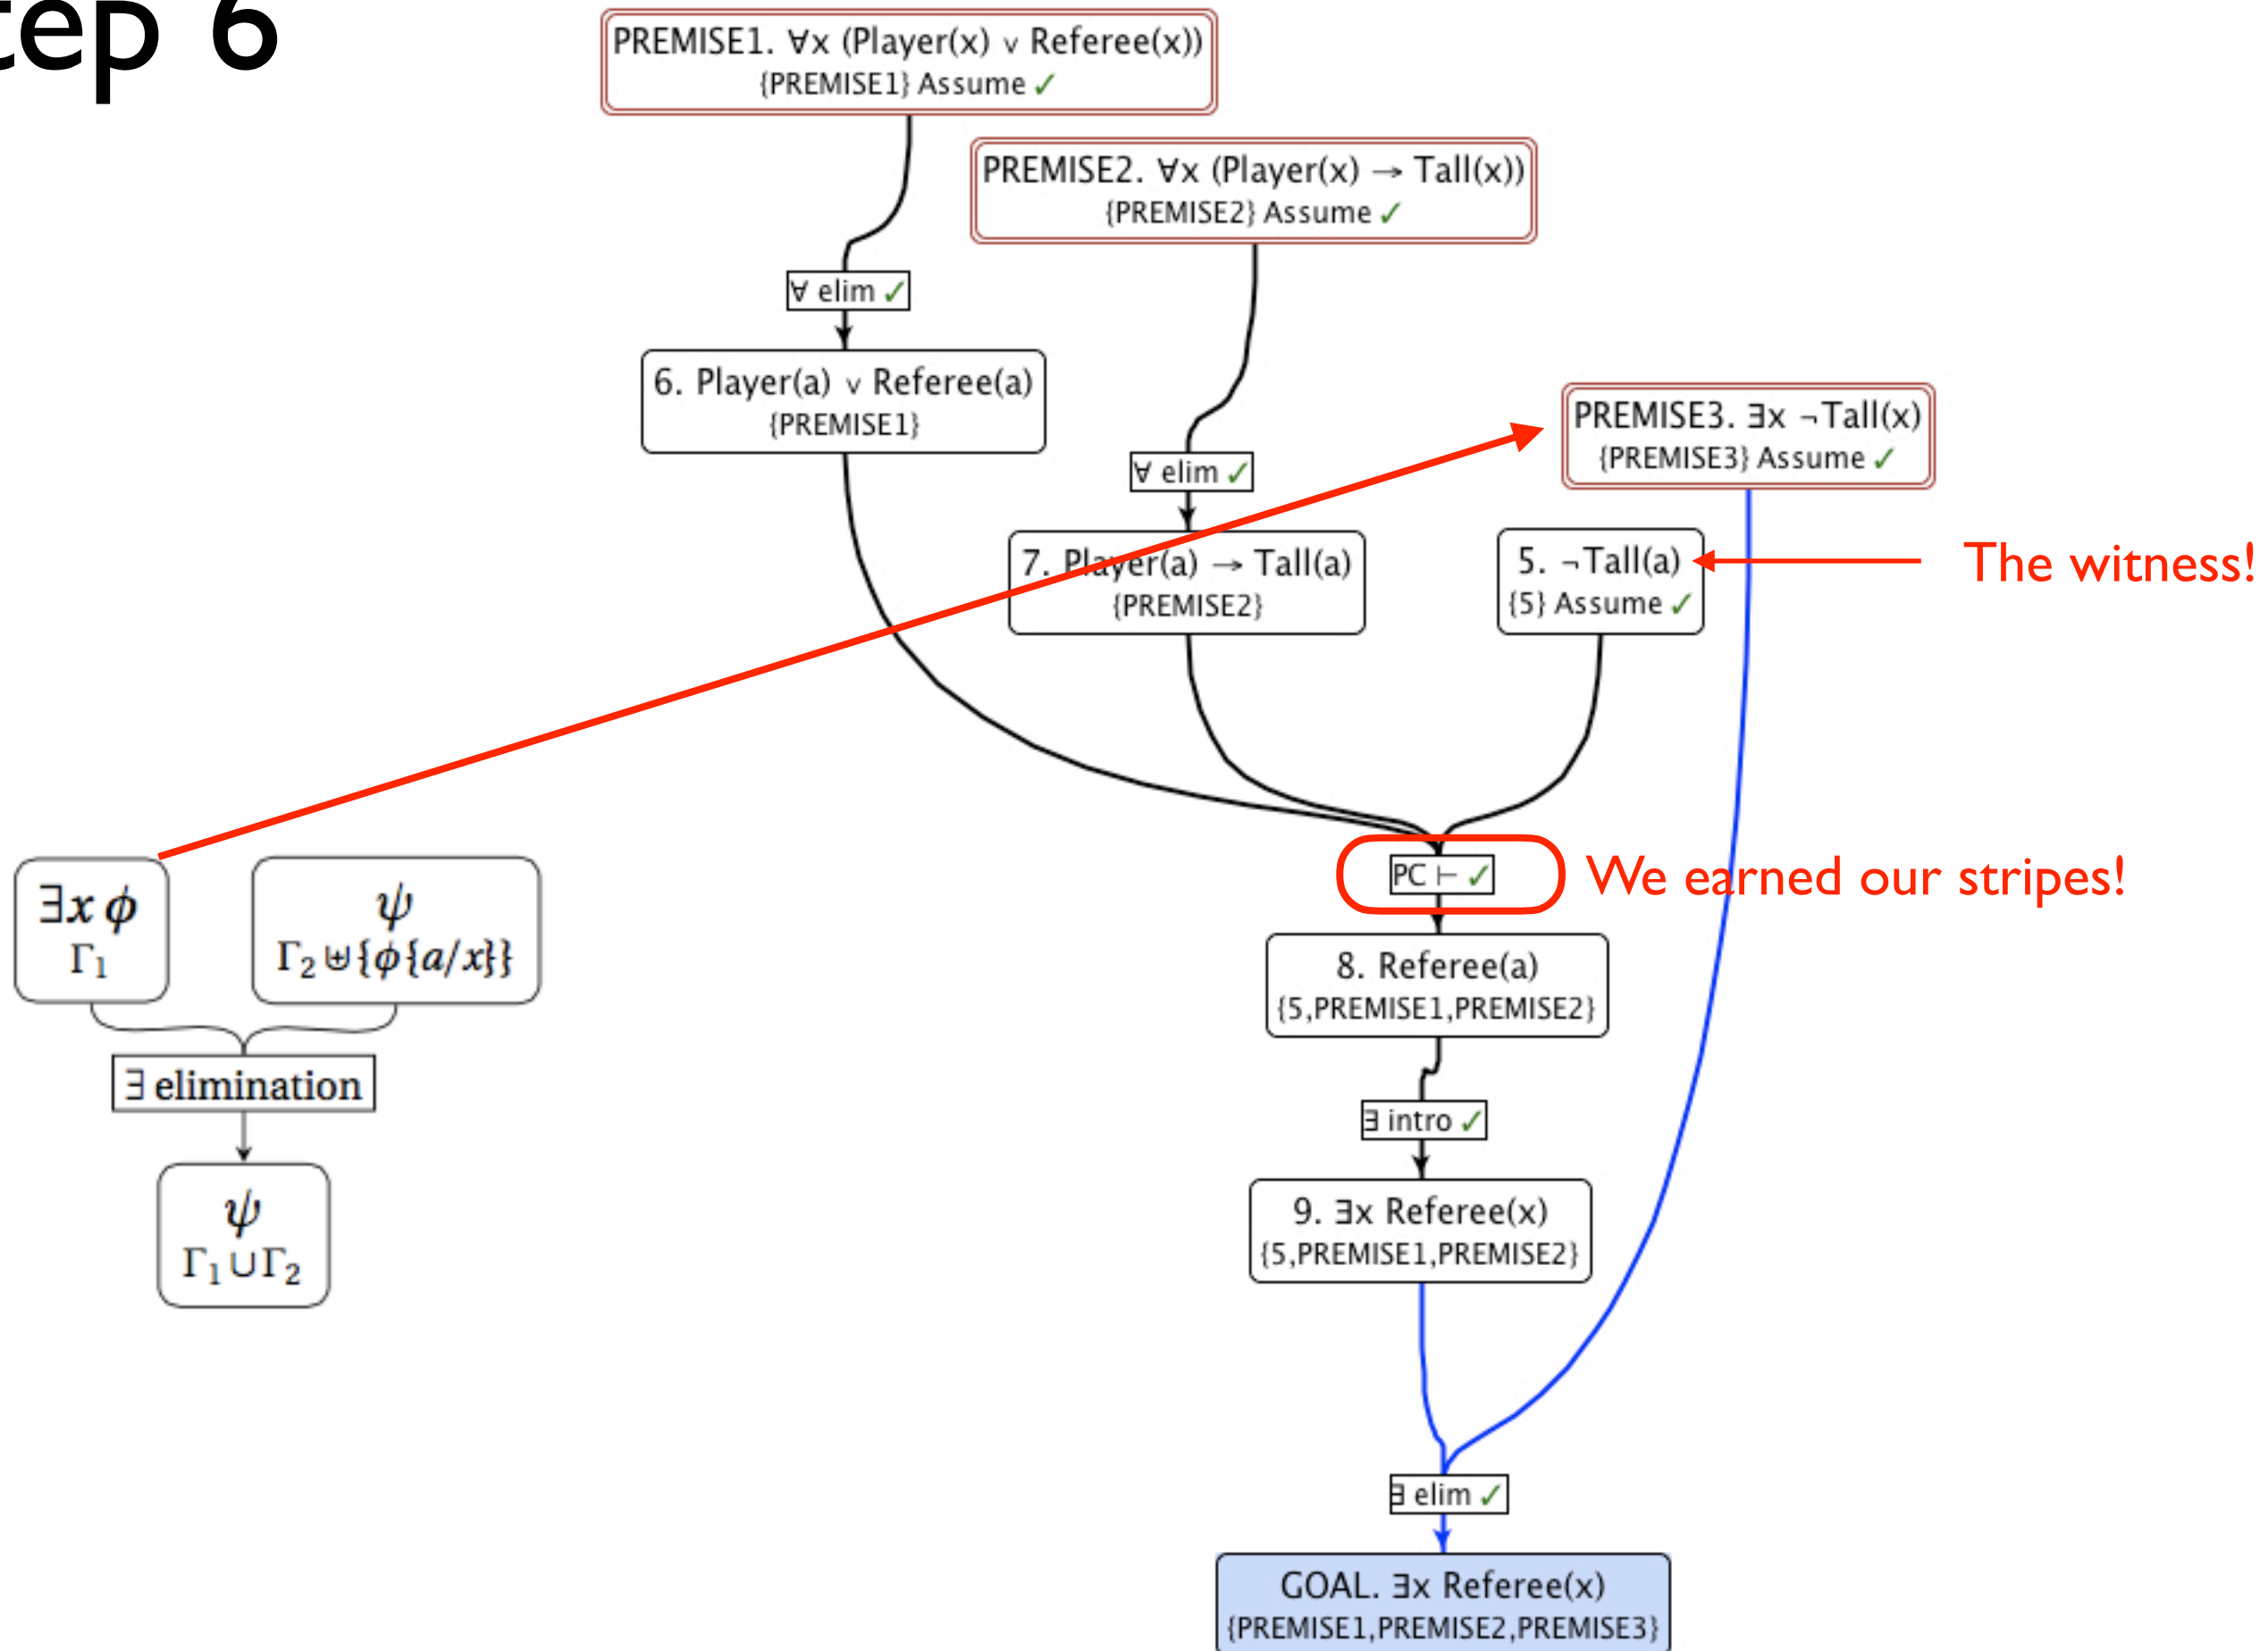 tep 6
PREMISE1. ∀x (Player(x) ∨ Referee(x))
{PREMISE1} Assume ✓
PREMISE2. ∀x (Player(x) → Tall(x))
{PREMISE2} Assume ✓
∀ elim ✓
6. Player(a) ∨ Referee(a)
{PREMISE1}
PREMISE3. ∃x ¬Tall(x)
{PREMISE3} Assume ✓
∀ elim ✓
7. Player(a) → Tall(a)
{PREMISE2}
5. ¬Tall(a)
{5} Assume ✓
The witness!
PC ⊢ ✓
We earned our stripes!
∃x ϕ
Γ₁
ψ
Γ₂ ⊎ {ϕ{a/x}}
∃ elimination
ψ
Γ₁ ∪ Γ₂
8. Referee(a)
{5,PREMISE1,PREMISE2}
∃ intro ✓
9. ∃x Referee(x)
{5,PREMISE1,PREMISE2}
∃ elim ✓
GOAL. ∃x Referee(x)
{PREMISE1,PREMISE2,PREMISE3}